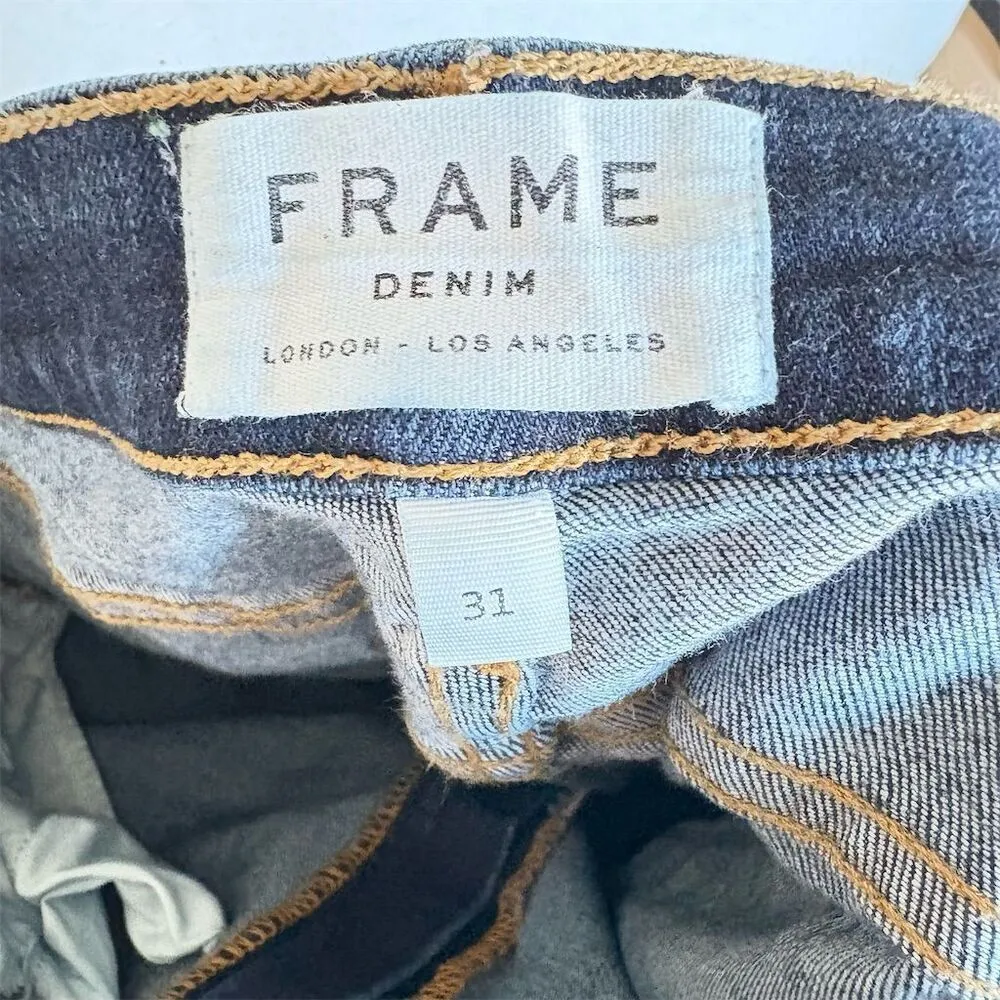 FRAME
DENIM
LONDON - LOS ANGELES
31